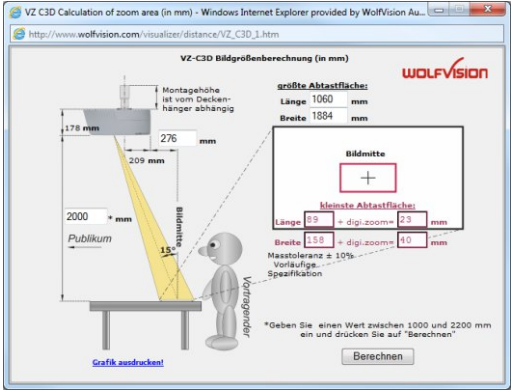 VZ C3D Calculation of zoom area (in mm) - Windows Internet Explorer provided by WolfVision Au...
http://www.wolfvision.com/visualizer/distance/VZ_C3D_1.htm
VZ-C3D Bildgrößenberechnung (in mm)
WOLFVISION
Montagehöhe
ist vom Decken-
hänger abhängig
größte Abtastfläche:
Länge 1060 mm
Breite 1884 mm
178 mm
276 mm
209 mm
Bildmitte
kleinste Abtastfläche:
Länge 89 + digi.zoom= 23 mm
Breite 158 + digi.zoom= 40 mm
Masstoleranz ± 10%
Vorläufige
Spezifikation
2000 * mm
Publikum
Bildmitte
15°
Vortragender
*Geben Sie einen Wert zwischen 1000 und 2200 mm
ein und drücken Sie auf "Berechnen"
Berechnen
Grafik ausdrucken!